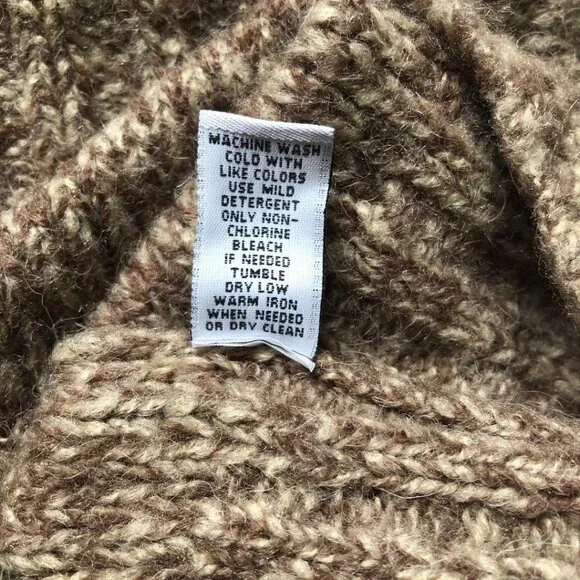 MACHINE WASH
COLD WITH
LIKE COLORS
USE MILD
DETERGENT
ONLY NON-
CHLORINE
BLEACH
IF NEEDED
TUMBLE
DRY LOW
WARM IRON
WHEN NEEDED
OR DRY CLEAN